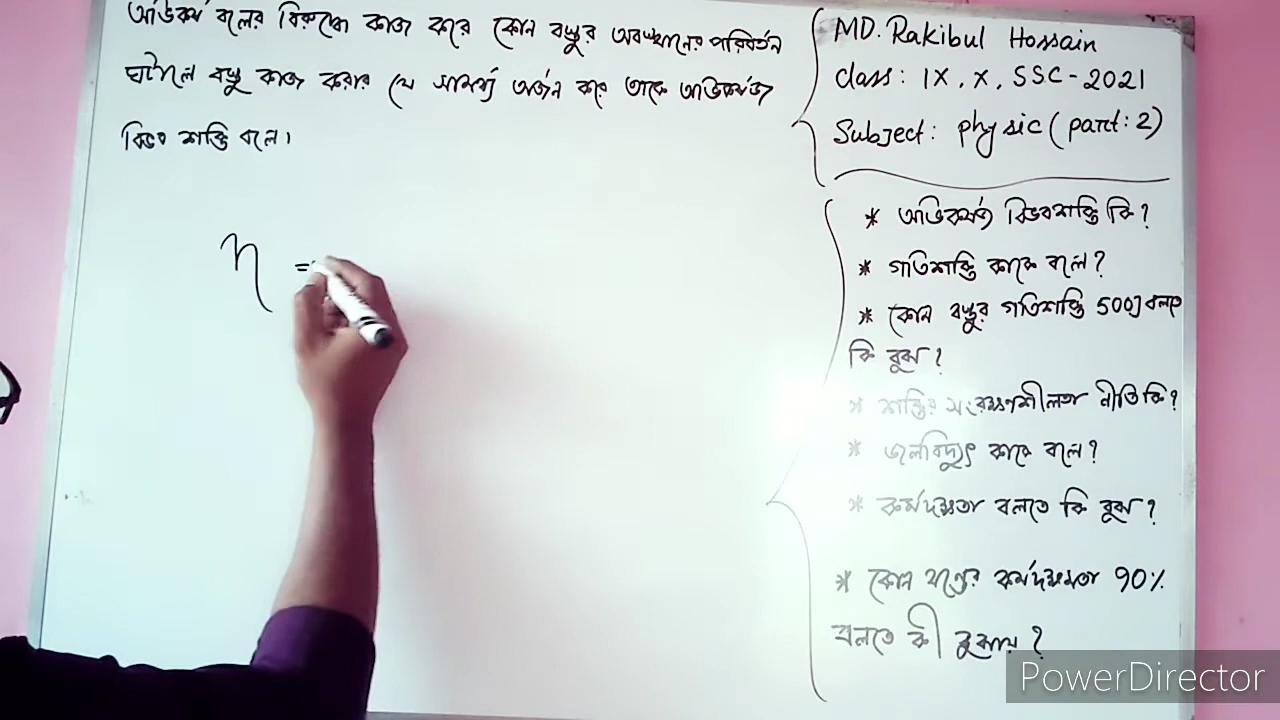 অভিকর্ষ বলের বিরুদ্ধে কাজ করে কোন বস্তুর অবস্থানের পরিবর্তন
ঘটালে বস্তু কাজ করার যে সামর্থ্য অর্জন করে তাকে অভিকর্ষজ
বিভব শক্তি বলে।
η =
MD. Rakibul Hossain
class: IX, X, SSC-2021
Subject: physic (part: 2)
* অভিকর্ষজ বিভবশক্তি কি?
* গতিশক্তি কাকে বলে?
* কোন বস্তুর গতিশক্তি 500J বলতে
কি বুঝ?
* শক্তির সংরক্ষণশীলতা নীতি কি?
* জলবিদ্যুৎ কাকে বলে?
* কর্মদক্ষতা বলতে কি বুঝ?
* কোন যন্ত্রের কর্মদক্ষতা 90%
বলতে কী বুঝায়?
PowerDirector